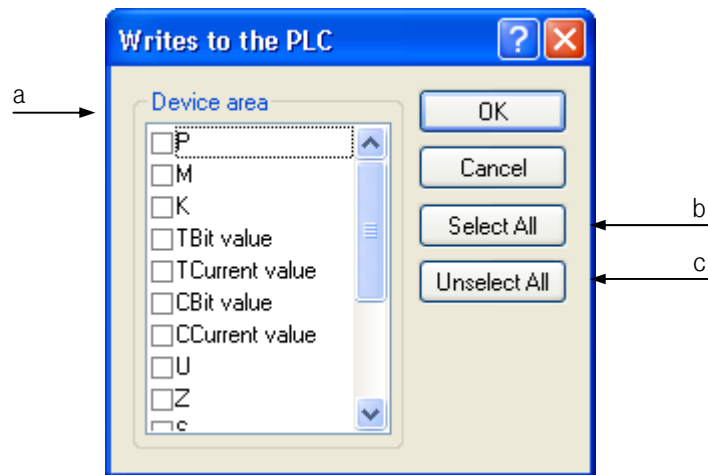 Writes to the PLC
a
Device area
P
M
K
TBit value
TCurrent value
CBit value
CCurrent value
U
Z
OK
Cancel
Select All
b
Unselect All
c